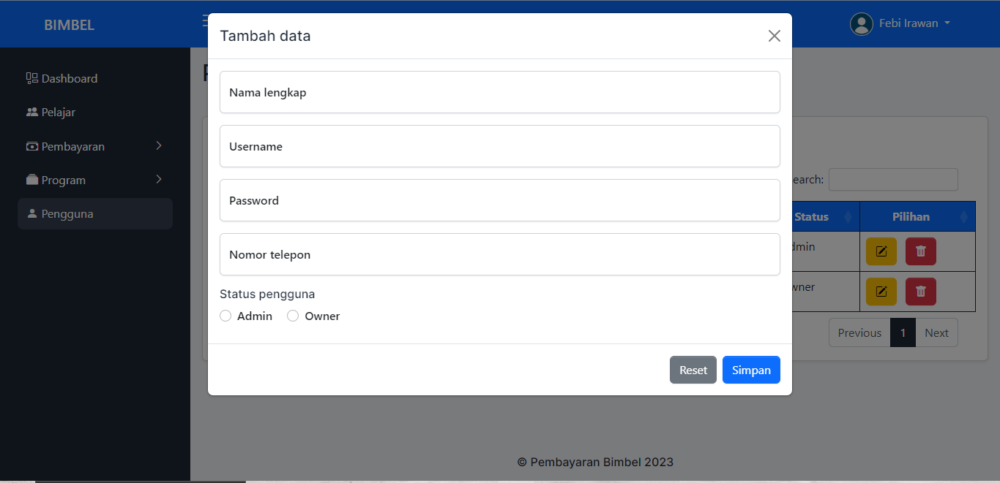 BIMBEL
Febi Irawan
Dashboard
Pelajar
Pembayaran
Program
Pengguna
Tambah data
Nama lengkap
Username
Password
Nomor telepon
Status pengguna
Admin Owner
Reset Simpan
earch:
Status Pilihan
dmin
wner
Previous 1 Next
© Pembayaran Bimbel 2023